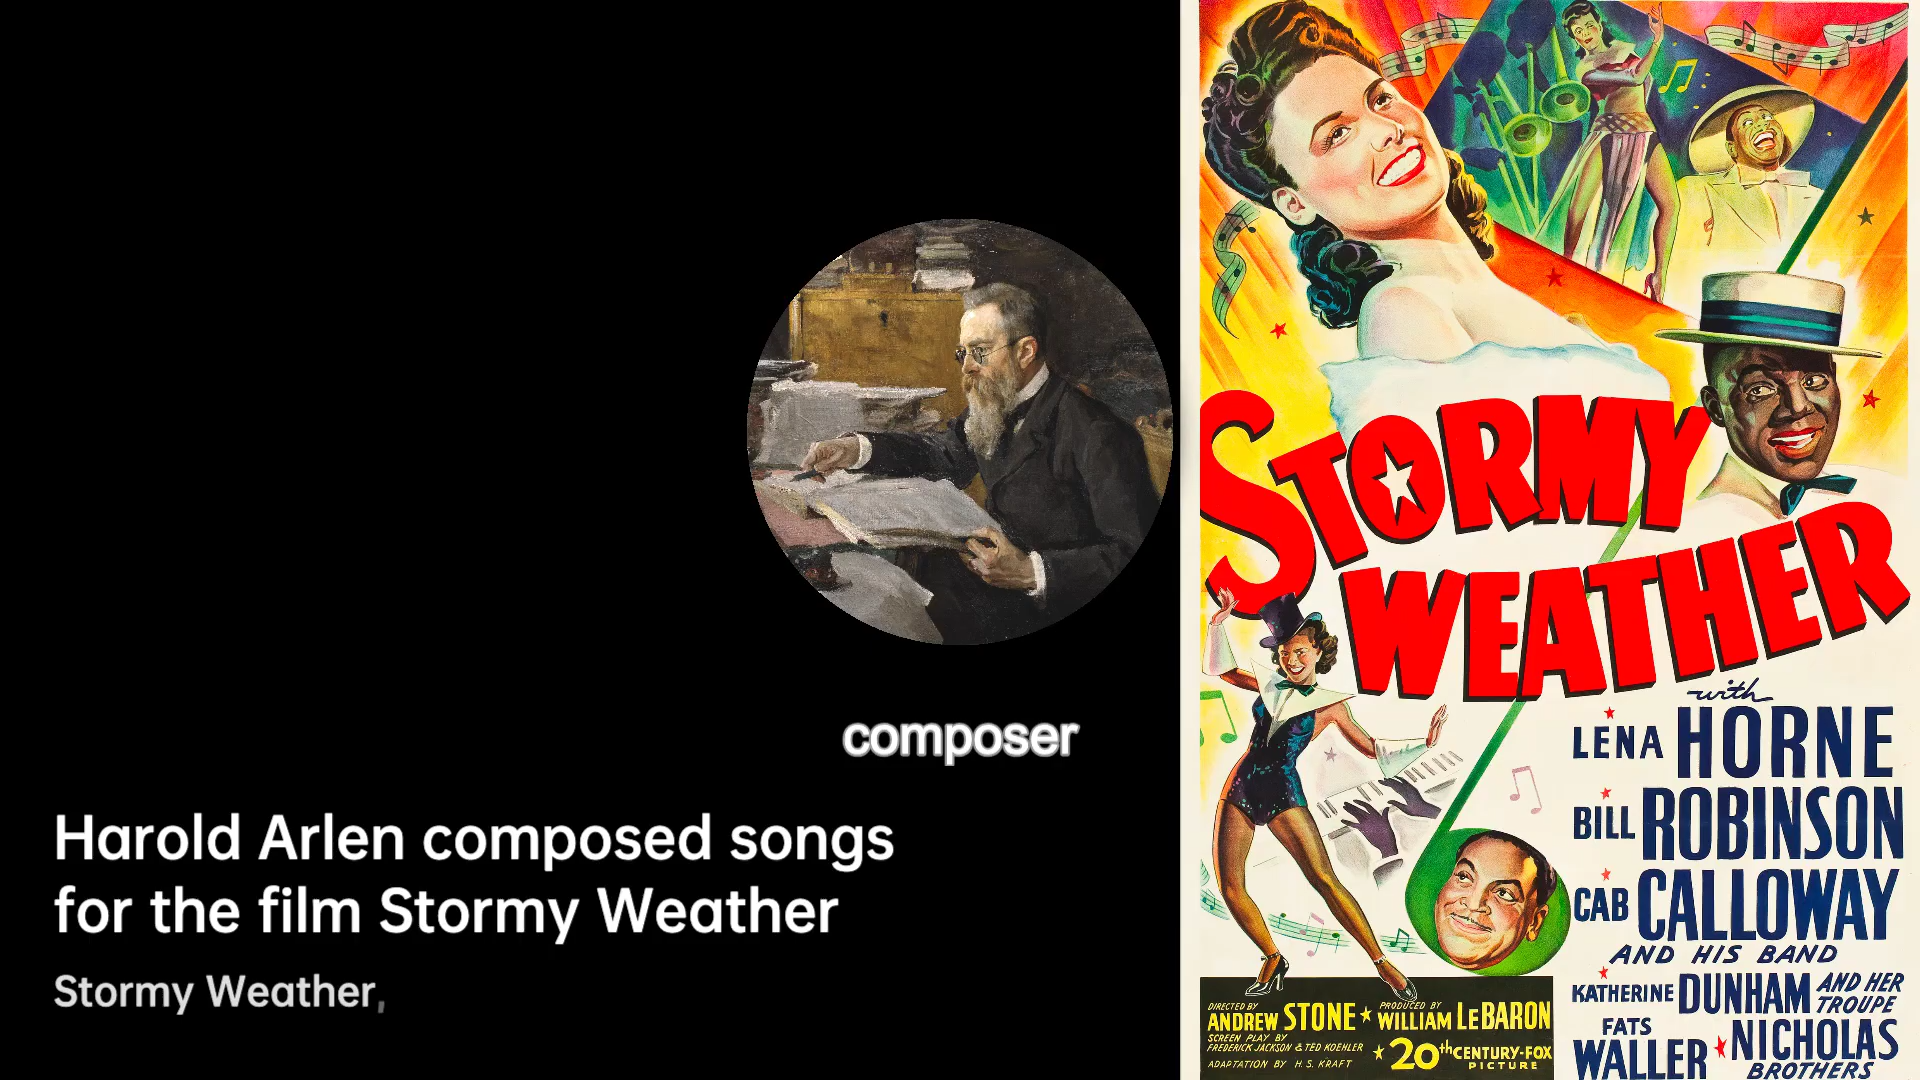 composer
Harold Arlen composed songs
for the film Stormy Weather
Stormy Weather,
STORMY
WEATHER
with
LENA HORNE
BILL ROBINSON
CAB CALLOWAY
AND HIS BAND
KATHERINE DUNHAM AND HER TROUPE
FATS WALLER
NICHOLAS BROTHERS
DIRECTED BY
ANDREW STONE
PRODUCED BY
WILLIAM LEBARON
SCREEN PLAY BY
FREDERICK JACKSON & TED KOEHLER
ADAPTATION BY H. S. KRAFT
20th CENTURY-FOX
PICTURE